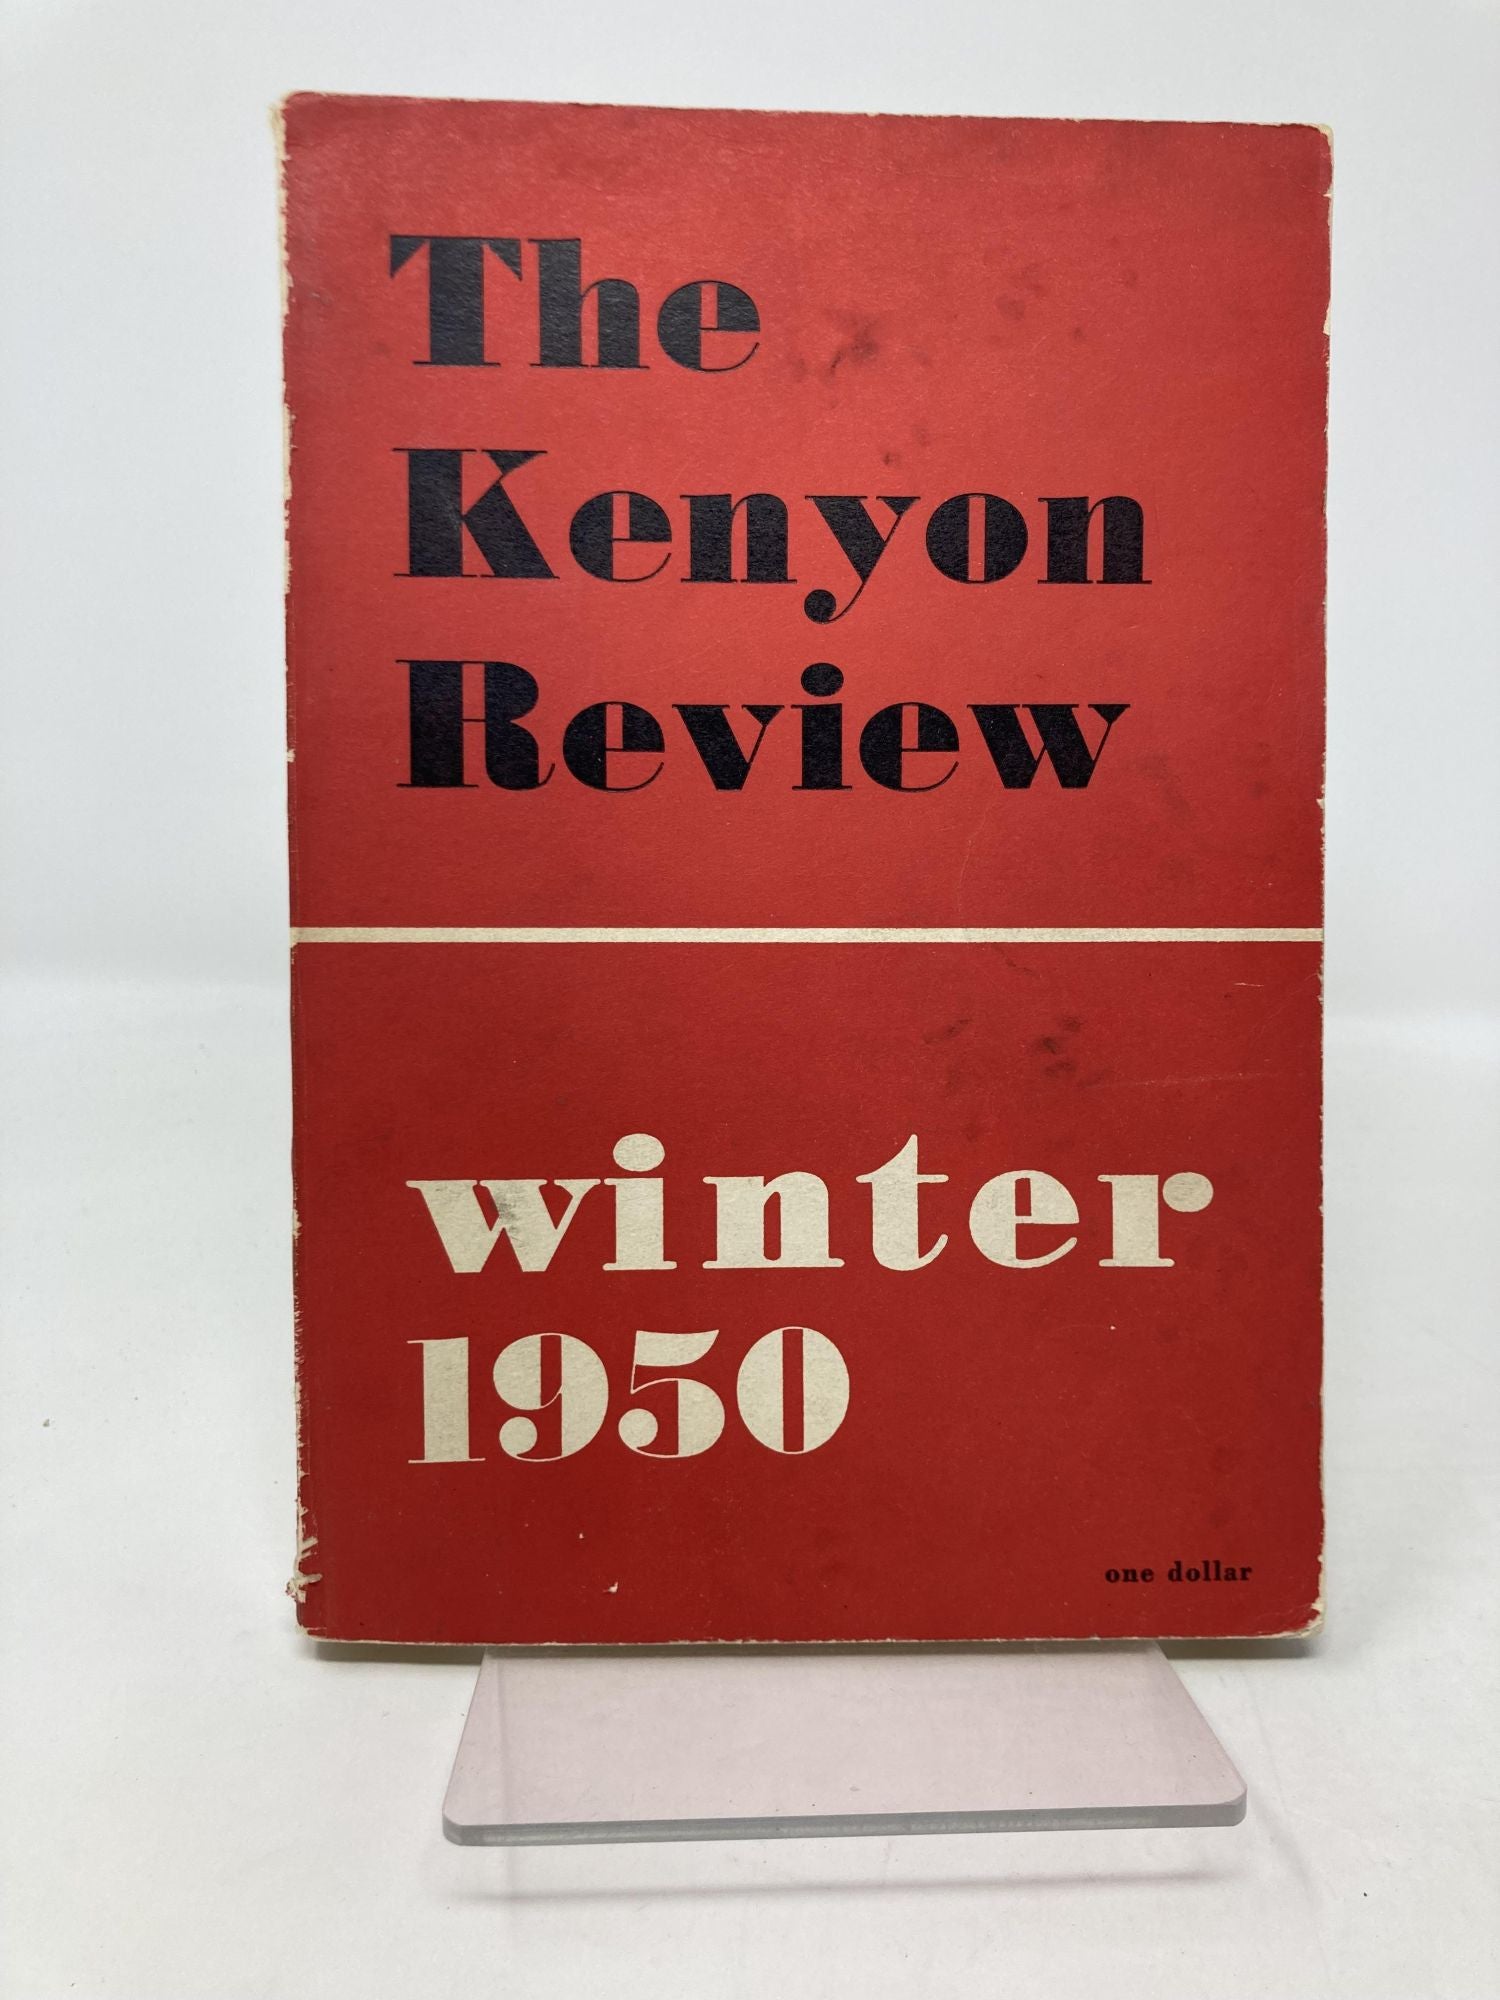 The
Kenyon
Review
winter
1950
one dollar